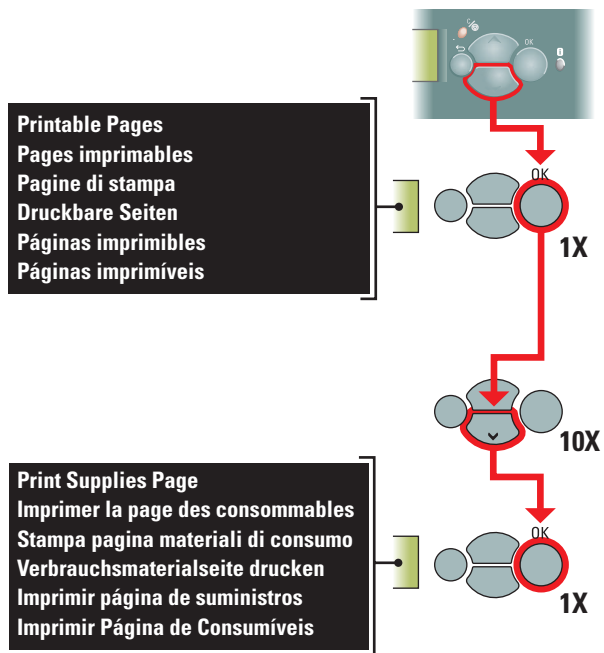 OK
Printable Pages
Pages imprimables
Pagine di stampa
Druckbare Seiten
Páginas imprimibles
Páginas imprimíveis
OK
1X
10X
Print Supplies Page
Imprimer la page des consommables
Stampa pagina materiali di consumo
Verbrauchsmaterialseite drucken
Imprimir página de suministros
Imprimir Página de Consumíveis
OK
1X